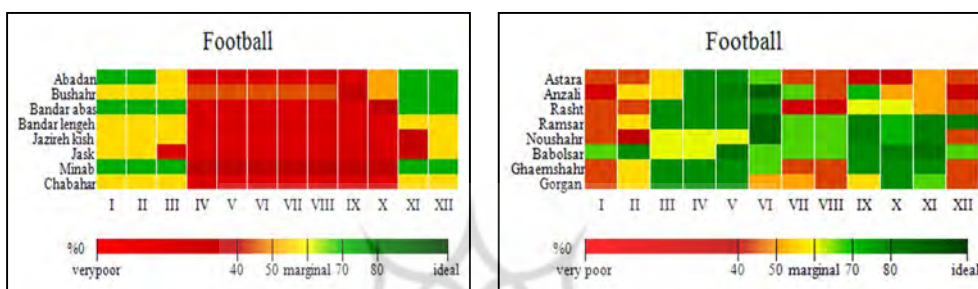 Football
Abadan
Bushahr
Bandar abas
Bandar lengeh
Jazireh kish
Jask
Minab
Chabahar
I II III IV V VI VII VIII IX X XI XII
%0
verypoor 40 50 marginal 70 80 ideal
Football
Astara
Anzali
Rasht
Ramsar
Noushahr
Babolsar
Ghaemshahr
Gorgan
I II III IV V VI VII VIII IX X XI XII
%0
very poor 40 50 marginal 70 80 ideal